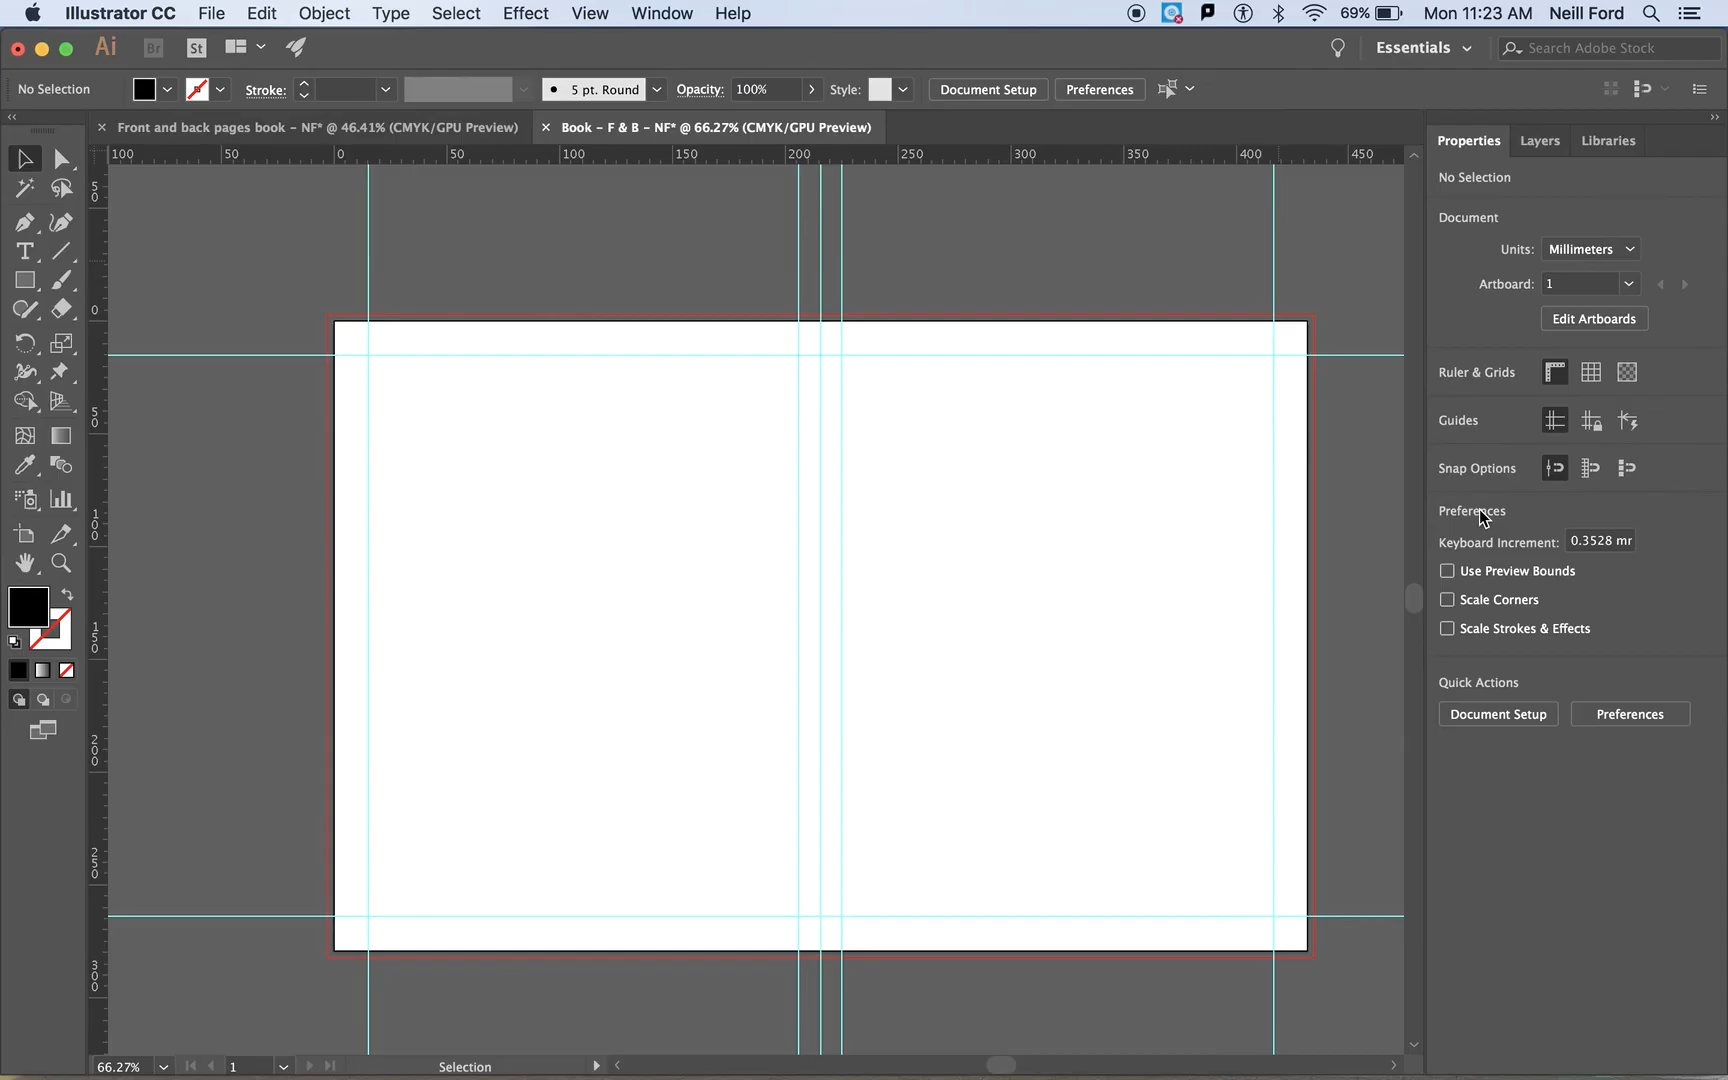 Illustrator CC File Edit Object Type Select Effect View Window Help 69% Mon 11:23 AM Neill Ford
Ai Br St Essentials Search Adobe Stock
No Selection Stroke: 5 pt. Round Opacity: 100% Style: Document Setup Preferences
Front and back pages book - NF* @ 46.41% (CMYK/GPU Preview) Book - F & B - NF* @ 66.27% (CMYK/GPU Preview)
100 50 0 50 100 150 200 250 300 350 400 450
50
0
50
100
150
200
250
300
Properties Layers Libraries
No Selection
Document
Units: Millimeters
Artboard: 1
Edit Artboards
Ruler & Grids
Guides
Snap Options
Preferences
Keyboard Increment: 0.3528 mr
Use Preview Bounds
Scale Corners
Scale Strokes & Effects
Quick Actions
Document Setup Preferences
66.27% 1 Selection